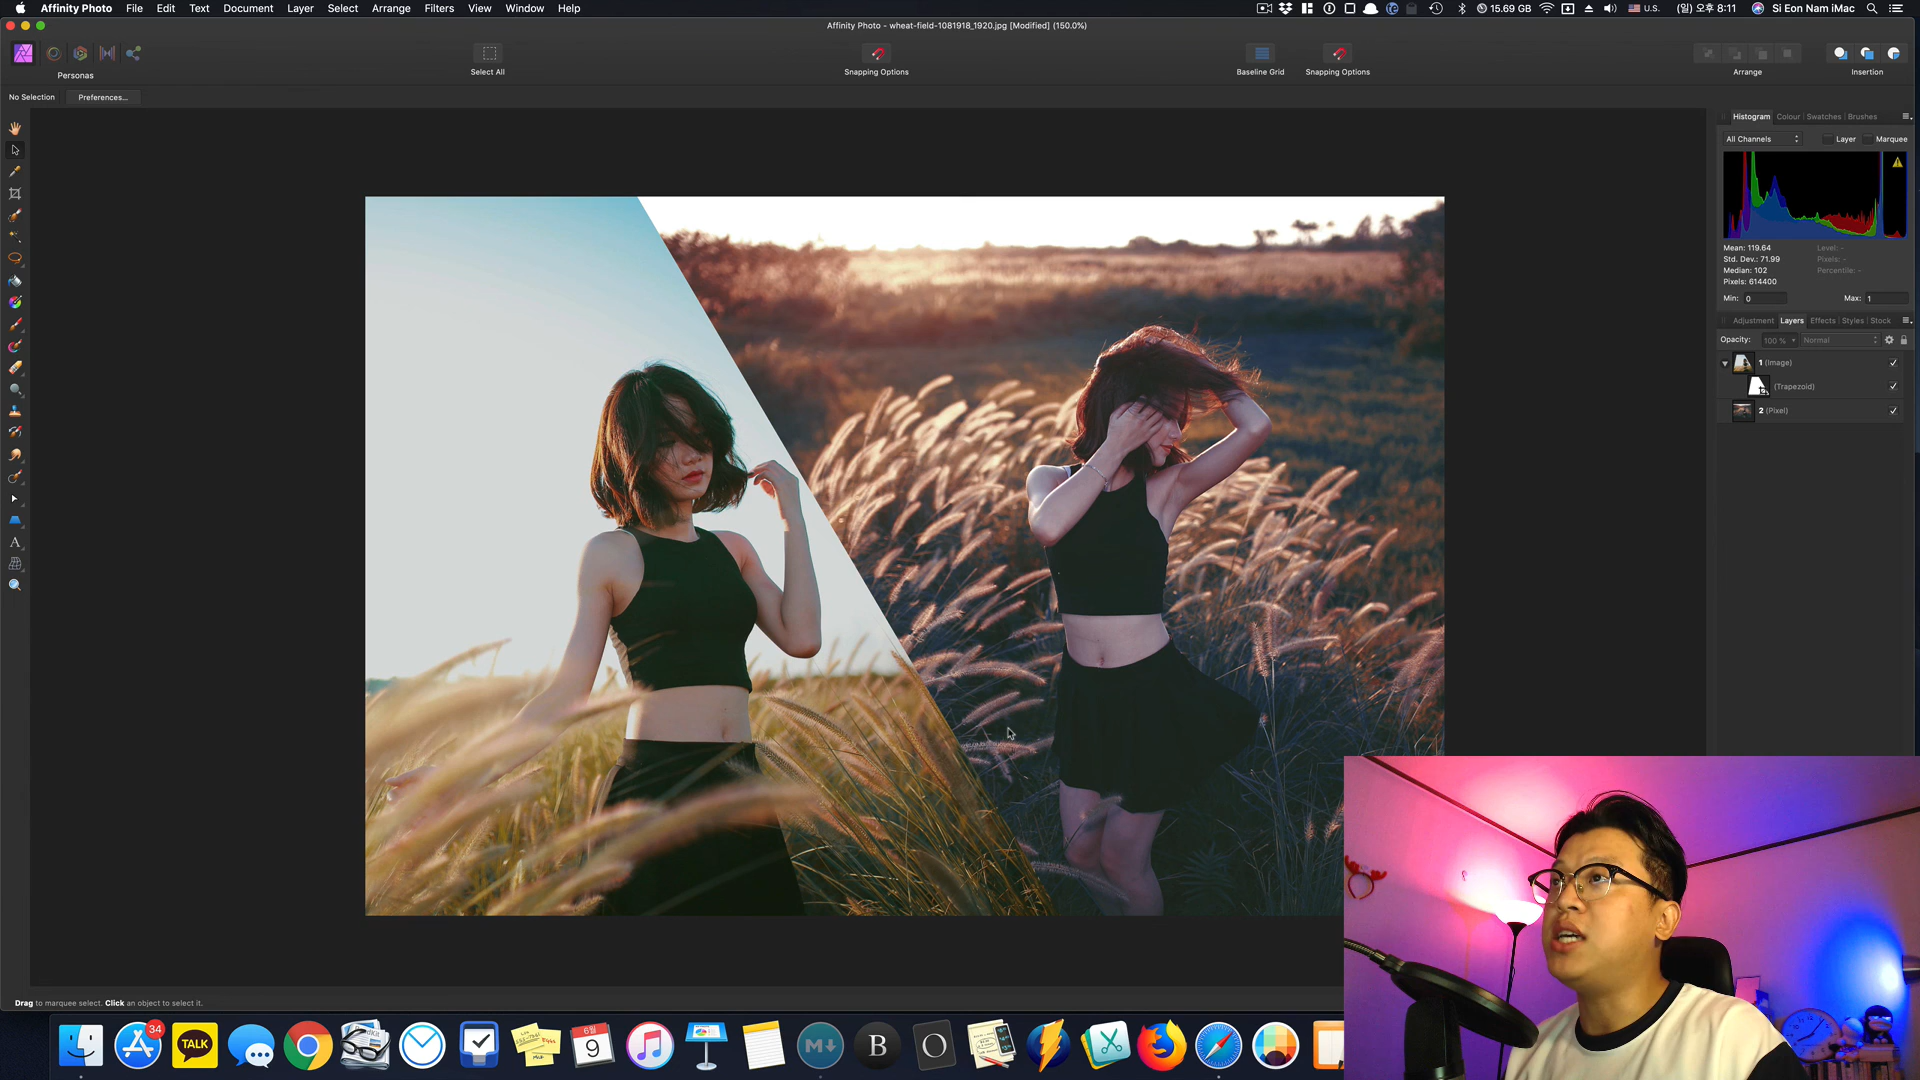 Affinity Photo File Edit Text Document Layer Select Arrange Filters View Window Help
15.69 GB U.S. (일) 오후 8:11 Si Eon Nam iMac
Affinity Photo - wheat-field-1081918_1920.jpg [Modified] (150.0%)
Personas
Select All
Snapping Options
Baseline Grid
Snapping Options
Arrange
Insertion
No Selection
Preferences...
Histogram Colour Swatches Brushes
All Channels
Layer
Marquee
Mean: 119.64
Level: -
Std. Dev.: 71.99
Pixels: -
Median: 102
Percentile: -
Pixels: 614400
Min: 0
Max: 1
Adjustment Layers Effects Styles Stock
Opacity: 100 % Normal
1 (Image)
(Trapezoid)
2 (Pixel)
A
Drag to marquee select. Click an object to select it.
34
TALK
6월
9
M↓
B
O